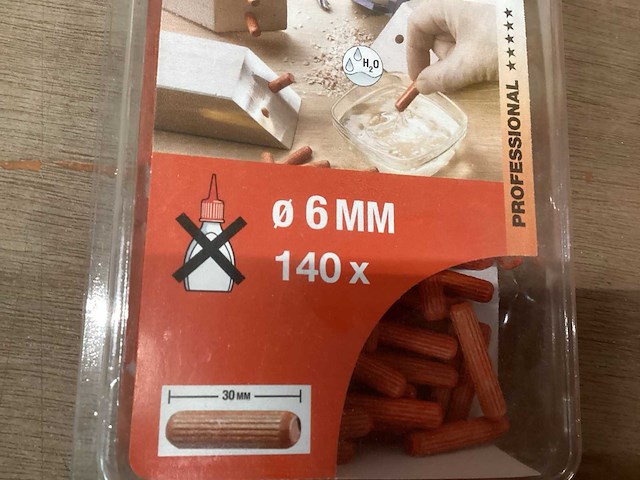 H₂O
PROFESSIONAL ★★★★★
ø 6 MM
140 x
30 MM